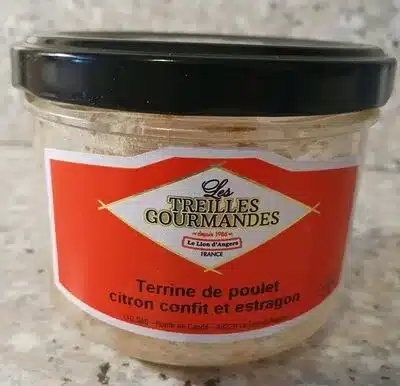 Les
TREILLES
GOURMANDES
depuis 1986
Le Lion d'Angers
FRANCE
Terrine de poulet
citron confit et estragon